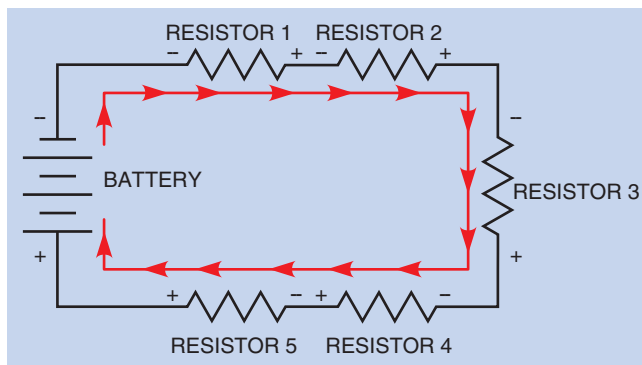 RESISTOR 1 RESISTOR 2
- + - +
- -
BATTERY
RESISTOR 3
+ +
+ - + -
RESISTOR 5 RESISTOR 4